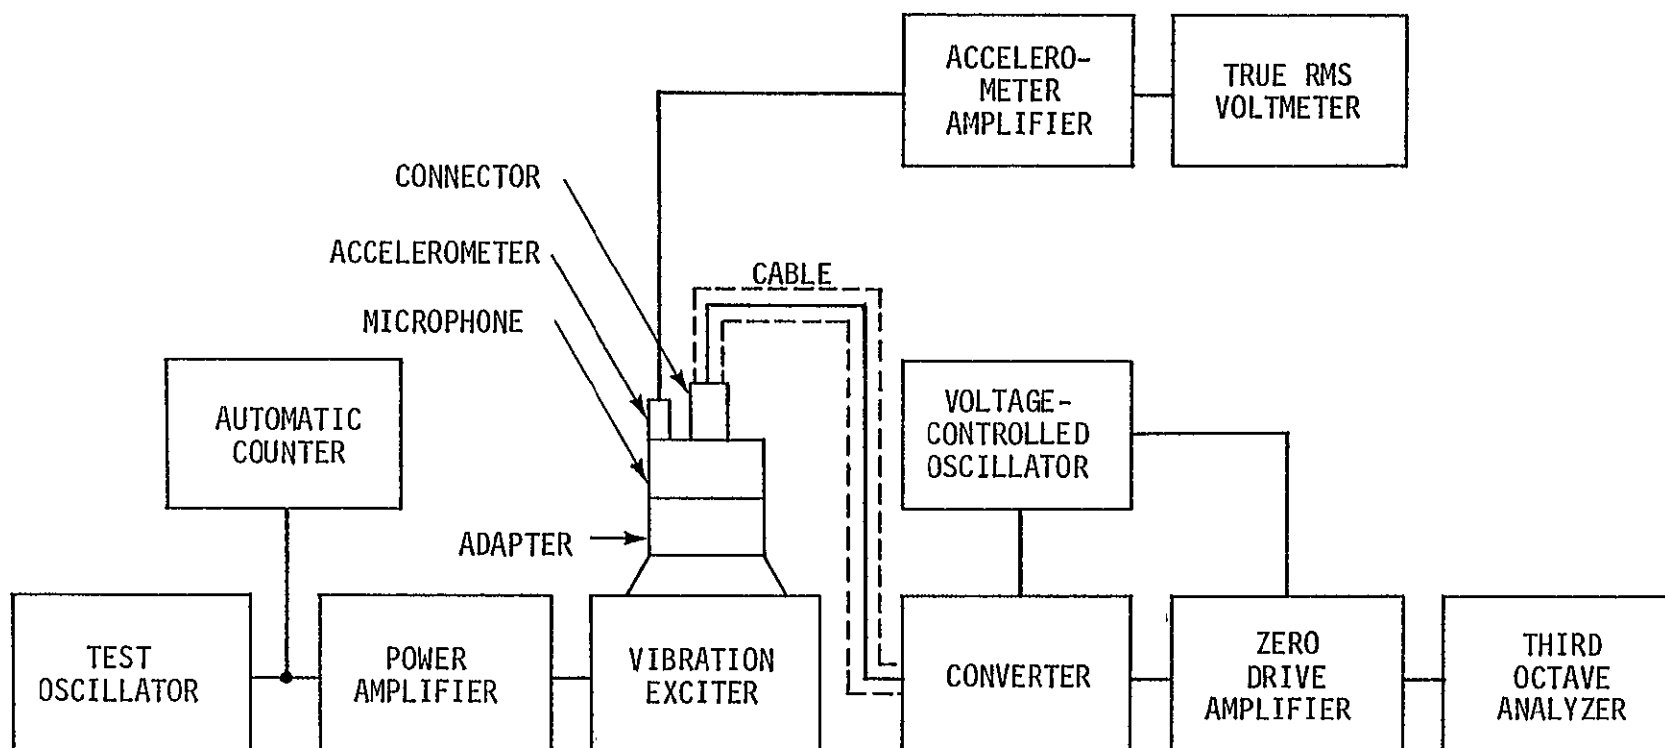 ACCELERO-
METER
AMPLIFIER
TRUE RMS
VOLTMETER
CONNECTOR
ACCELEROMETER
MICROPHONE
CABLE
AUTOMATIC
COUNTER
VOLTAGE-
CONTROLLED
OSCILLATOR
ADAPTER
TEST
OSCILLATOR
POWER
AMPLIFIER
VIBRATION
EXCITER
CONVERTER
ZERO
DRIVE
AMPLIFIER
THIRD
OCTAVE
ANALYZER